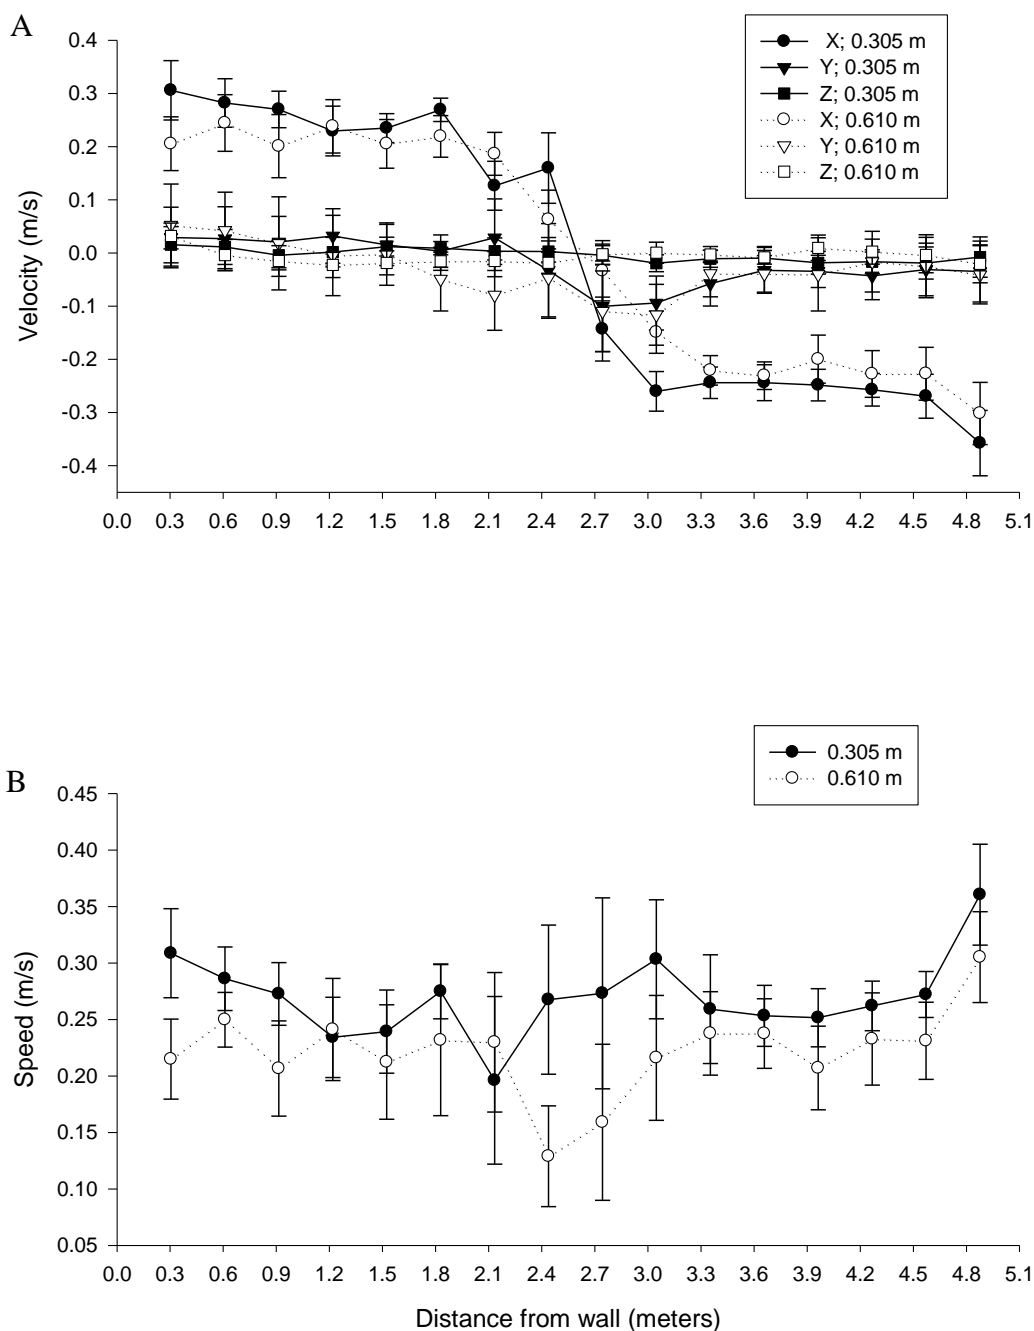 A
X; 0.305 m
Y; 0.305 m
Z; 0.305 m
X; 0.610 m
Y; 0.610 m
Z; 0.610 m
Velocity (m/s)
0.4
0.3
0.2
0.1
0.0
-0.1
-0.2
-0.3
-0.4
0.0 0.3 0.6 0.9 1.2 1.5 1.8 2.1 2.4 2.7 3.0 3.3 3.6 3.9 4.2 4.5 4.8 5.1
B
0.305 m
0.610 m
Speed (m/s)
0.45
0.40
0.35
0.30
0.25
0.20
0.15
0.10
0.05
0.0 0.3 0.6 0.9 1.2 1.5 1.8 2.1 2.4 2.7 3.0 3.3 3.6 3.9 4.2 4.5 4.8 5.1
Distance from wall (meters)